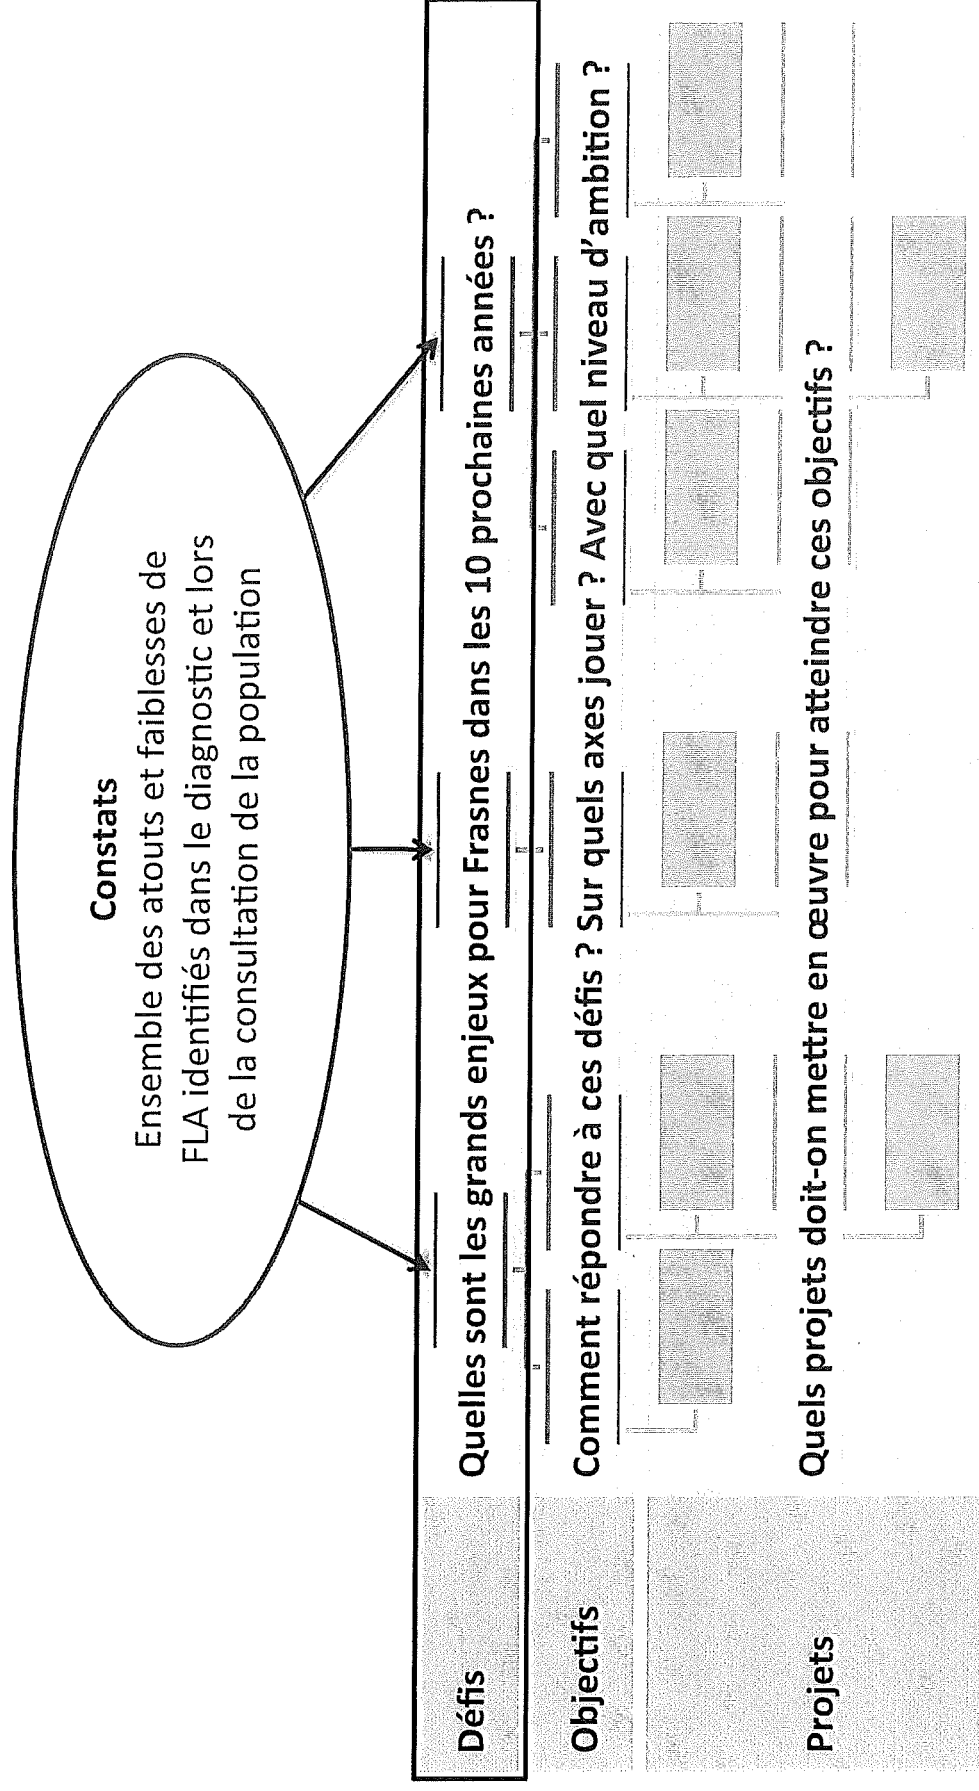 Constats
Ensemble des atouts et faiblesses de
FLA identifiés dans le diagnostic et lors
de la consultation de la population
Défis
Quelles sont les grands enjeux pour Frasnes dans les 10 prochaines années ?
Objectifs
Comment répondre à ces défis ? Sur quels axes jouer ? Avec quel niveau d'ambition ?
Projets
Quels projets doit-on mettre en œuvre pour atteindre ces objectifs ?